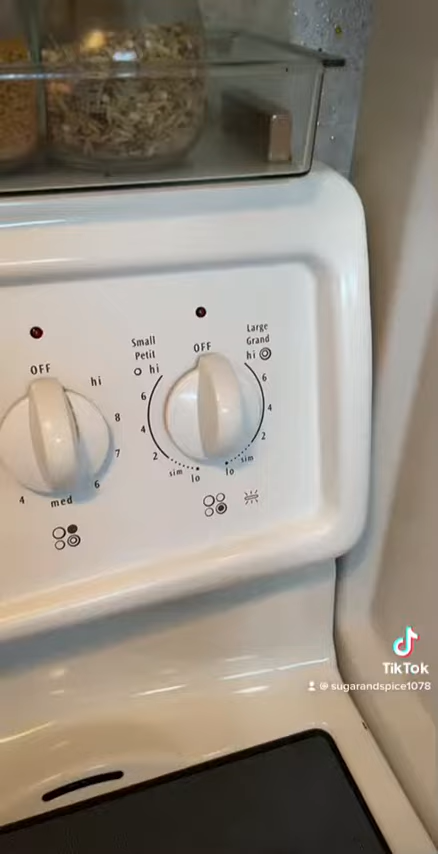 OFF
hi
8
7
6
med
4
Small
Petit
hi
6
4
2
sim
lo
OFF
Large
Grand
hi
6
4
2
sim
lo
TikTok
@ sugarandspice1078